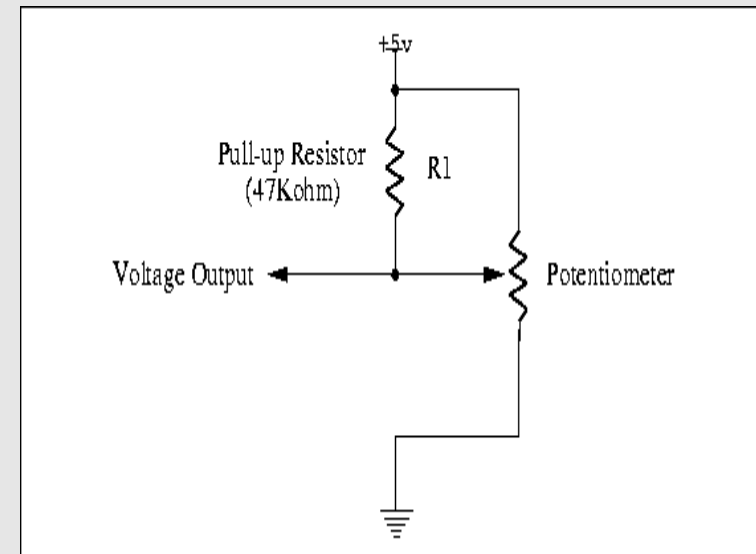 +5v
Pull-up Resistor
(47Kohm)
R1
Voltage Output
Potentiometer